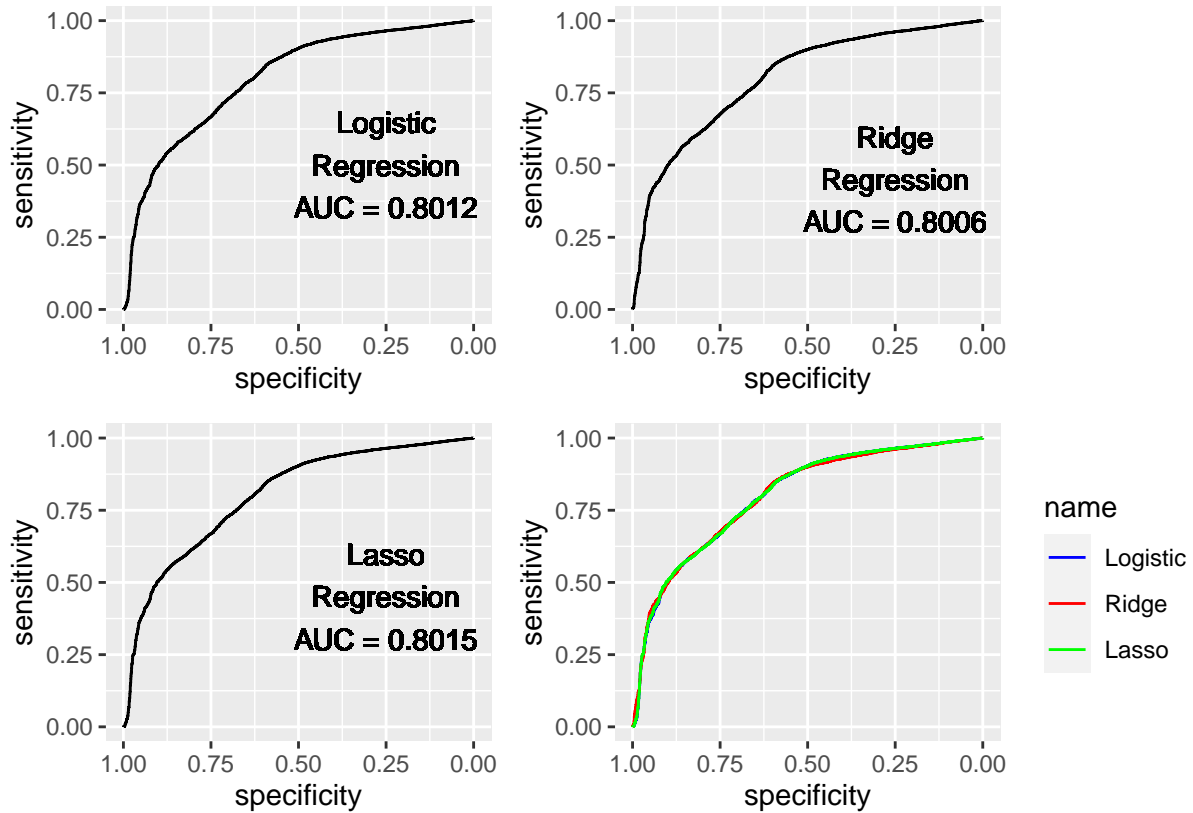 1.00
0.75
0.50
0.25
0.00
sensitivity
Logistic
Regression
AUC = 0.8012
1.00 0.75 0.50 0.25 0.00
specificity
1.00
0.75
0.50
0.25
0.00
sensitivity
Ridge
Regression
AUC = 0.8006
1.00 0.75 0.50 0.25 0.00
specificity
1.00
0.75
0.50
0.25
0.00
sensitivity
Lasso
Regression
AUC = 0.8015
1.00 0.75 0.50 0.25 0.00
specificity
1.00
0.75
0.50
0.25
0.00
sensitivity
1.00 0.75 0.50 0.25 0.00
specificity
name
Logistic
Ridge
Lasso